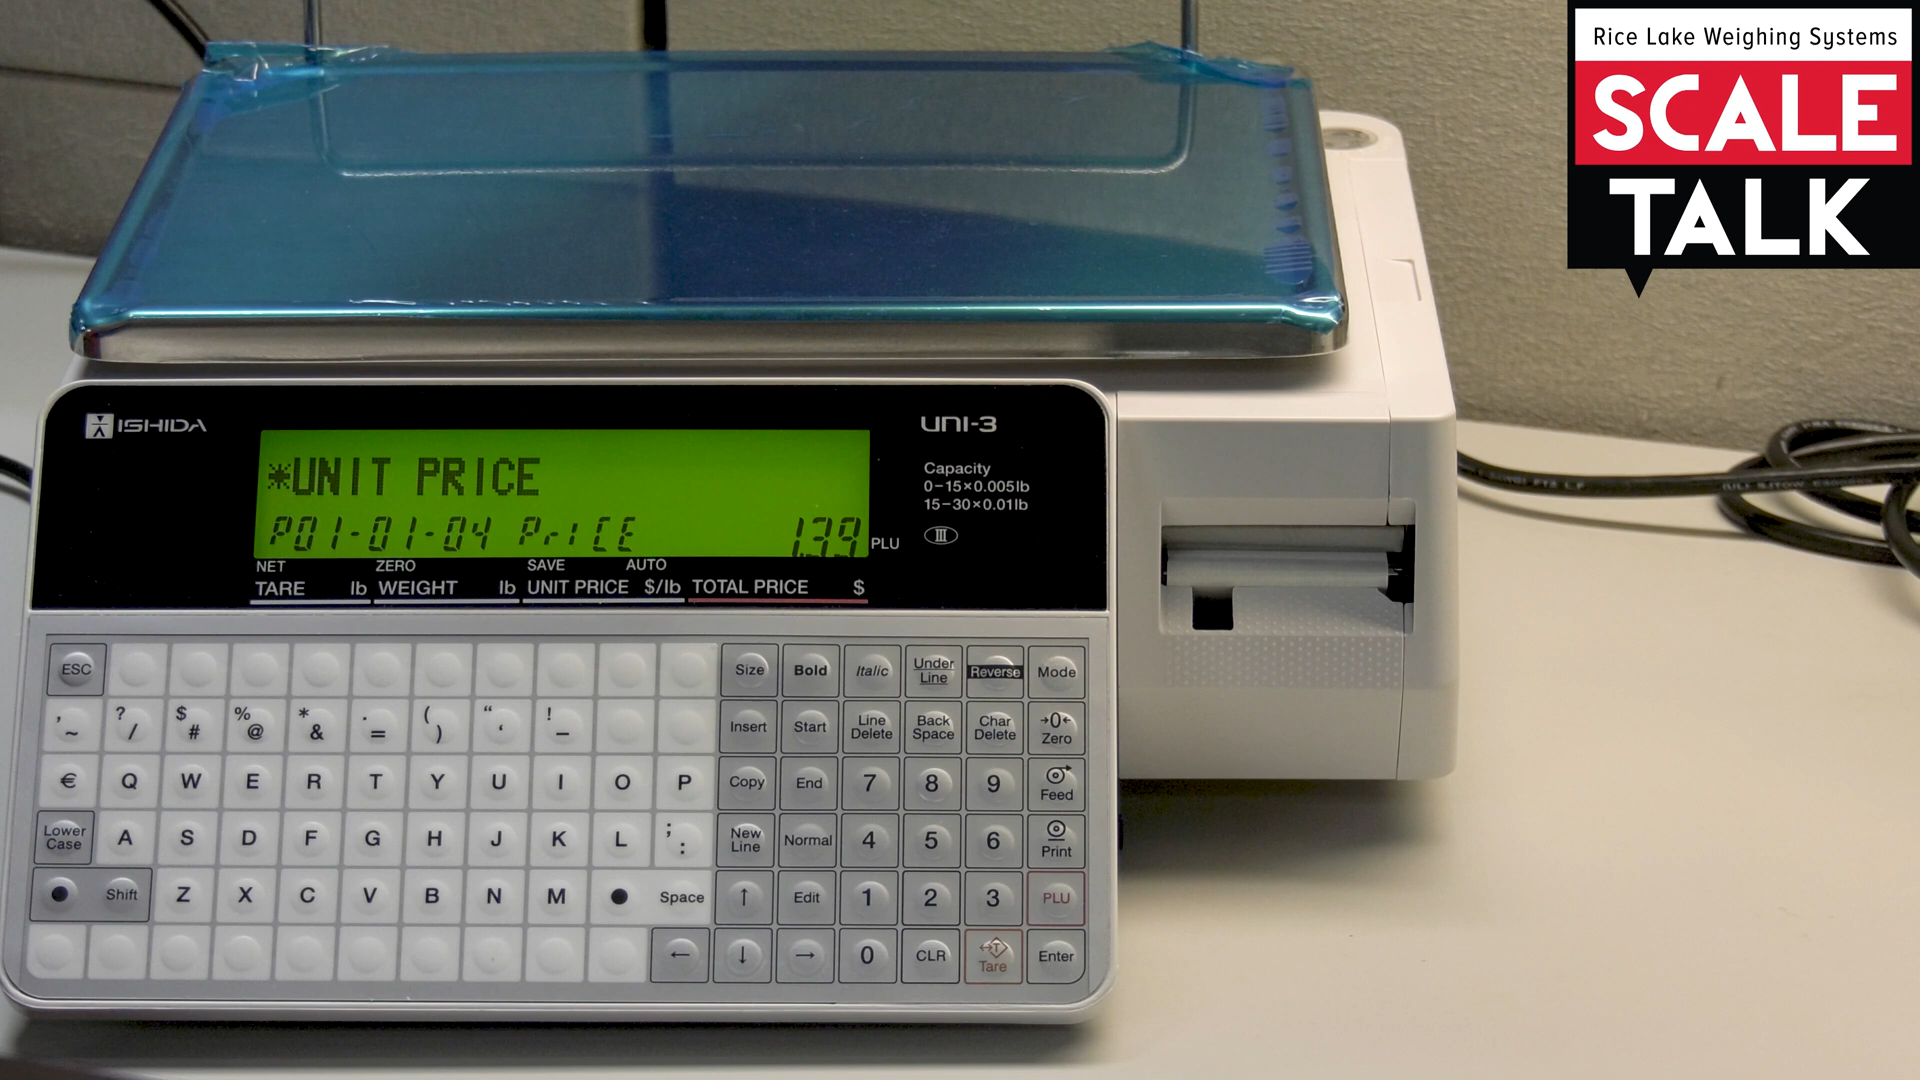 Rice Lake Weighing Systems
SCALE
TALK
ISHIDA
UNI-3
*UNIT PRICE
P01-01-04 PriCE 1.3.9
PLU
Capacity
0–15×0.005lb
15–30×0.01lb
III
NET ZERO SAVE AUTO
TARE lb WEIGHT lb UNIT PRICE $/lb TOTAL PRICE $
ESC Size Bold Italic Under Line Reverse Mode
' ~ ? / $ # % @ * & . = ( ) “ ‘ ! – Insert Start Line Delete Back Space Char Delete →0← Zero
€ Q W E R T Y U I O P Copy End 7 8 9 Feed
Lower Case A S D F G H J K L ; : New Line Normal 4 5 6 Print
● Shift Z X C V B N M ● Space ↑ Edit 1 2 3 PLU
← ↓ → 0 CLR T Tare Enter